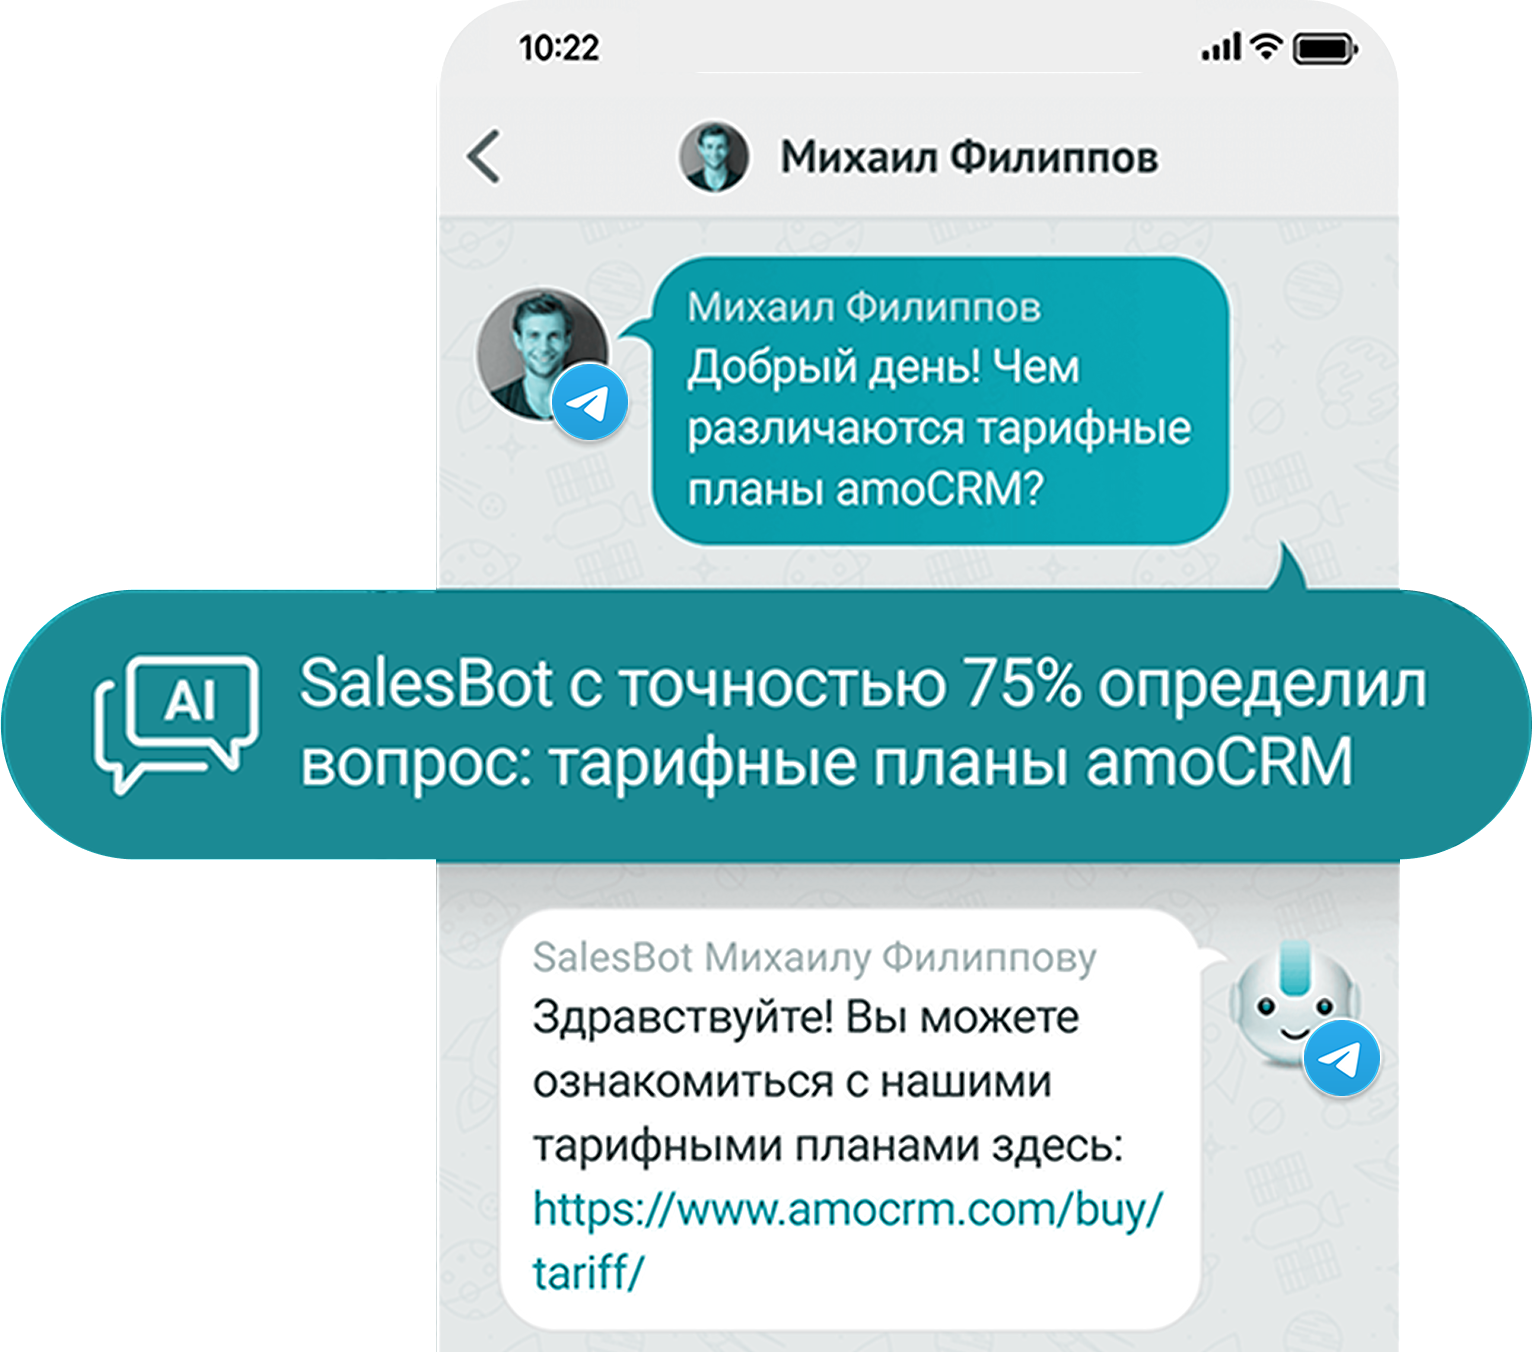 10:22
Михаил Филиппов
Михаил Филиппов
Добрый день! Чем
различаются тарифные
планы amoCRM?
AI
SalesBot с точностью 75% определил
вопрос: тарифные планы amoCRM
SalesBot Михаилу Филиппову
Здравствуйте! Вы можете
ознакомиться с нашими
тарифными планами здесь:
https://www.amocrm.com/buy/
tariff/